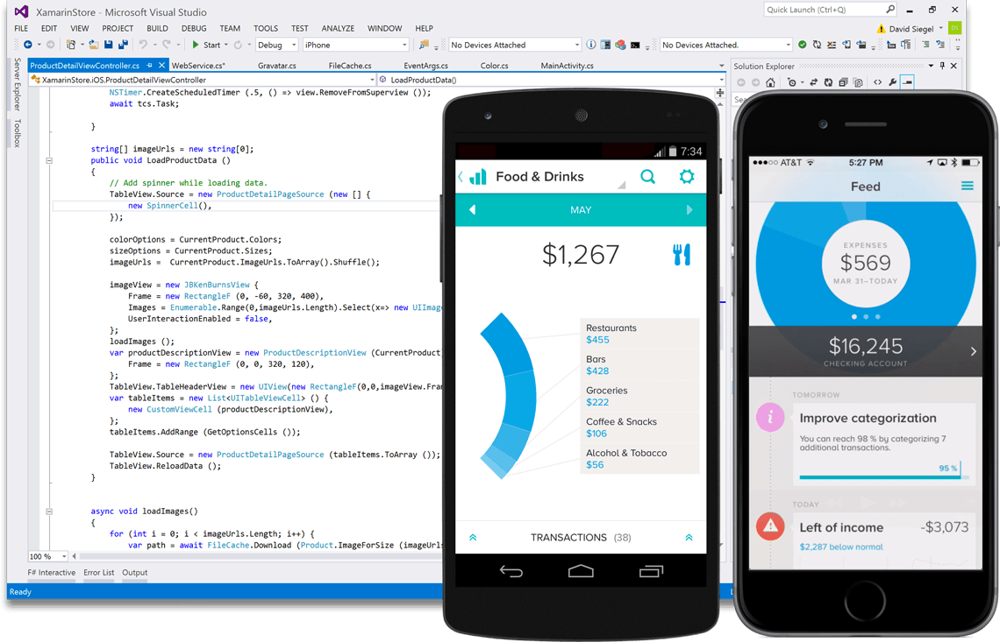 XamarinStore - Microsoft Visual Studio
Quick Launch (Ctrl+Q)
FILE EDIT VIEW PROJECT BUILD DEBUG TEAM TOOLS TEST ANALYZE WINDOW HELP
David Siegel
DS
Start Debug iPhone No Devices Attached No Devices Attached.
Server Explorer
Toolbox
ProductDetailViewController.cs WebService.cs* Gravatar.cs FileCache.cs EventArgs.cs Color.cs MainActivity.cs
XamarinStore.iOS.ProductDetailViewController LoadProductData()
NSTimer.CreateScheduledTimer (.5, () => view.RemoveFromSuperview ());
await tcs.Task;
}
string[] imageUrls = new string[0];
public void LoadProductData ()
{
// Add spinner while loading data.
TableView.Source = new ProductDetailPageSource (new [] {
new SpinnerCell(),
});
colorOptions = CurrentProduct.Colors;
sizeOptions = CurrentProduct.Sizes;
imageUrls = CurrentProduct.ImageUrls.ToArray().Shuffle();
imageView = new JBKenBurnsView {
Frame = new RectangleF (0, -60, 320, 400),
Images = Enumerable.Range(0,imageUrls.Length).Select(x=> new UIImag
UserInteractionEnabled = false,
};
loadImages ();
var productDescriptionView = new ProductDescriptionView (CurrentProduct)
Frame = new RectangleF (0, 0, 320, 120),
};
TableView.TableHeaderView = new UIView(new RectangleF(0,0,imageView.Fram
var tableItems = new List<UITableViewCell> () {
new CustomViewCell (productDescriptionView),
};
tableItems.AddRange (GetOptionsCells ());
TableView.Source = new ProductDetailPageSource (tableItems.ToArray ());
TableView.ReloadData ();
}
async void loadImages()
{
for (int i = 0; i < imageUrls.Length; i++) {
var path = await FileCache.Download (Product.ImageForSize (imageUrls
100 %
F# Interactive Error List Output
Ready
Solution Explorer
7:34
Food & Drinks
MAY
$1,267
Restaurants
$455
Bars
$428
Groceries
$222
Coffee & Snacks
$106
Alcohol & Tobacco
$56
TRANSACTIONS (38)
AT&T 5:27 PM
Feed
EXPENSES
$569
MAR 31–TODAY
$16,245
CHECKING ACCOUNT
TOMORROW
i
Improve categorization
You can reach 98 % by categorizing 7
additional transactions.
95 %
TODAY
Left of income -$3,073
$2,287 below normal